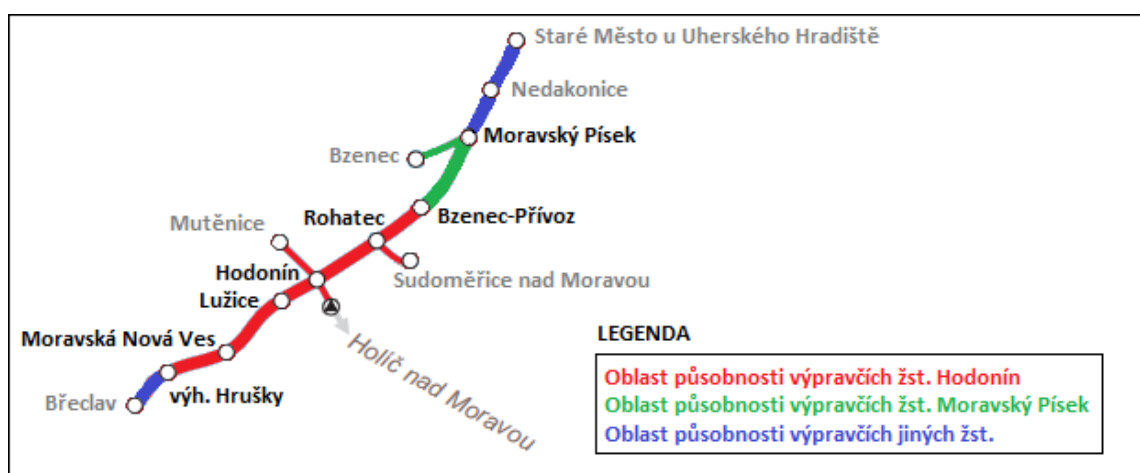 Staré Město u Uherského Hradiště
Nedakonice
Moravský Písek
Bzenec
Bzenec-Přívoz
Rohatec
Mutěnice
Sudoměřice nad Moravou
Hodonín
Lužice
Moravská Nová Ves
Holíč nad Moravou
výh. Hrušky
Břeclav
LEGENDA
Oblast působnosti výpravčích žst. Hodonín
Oblast působnosti výpravčích žst. Moravský Písek
Oblast působnosti výpravčích jiných žst.